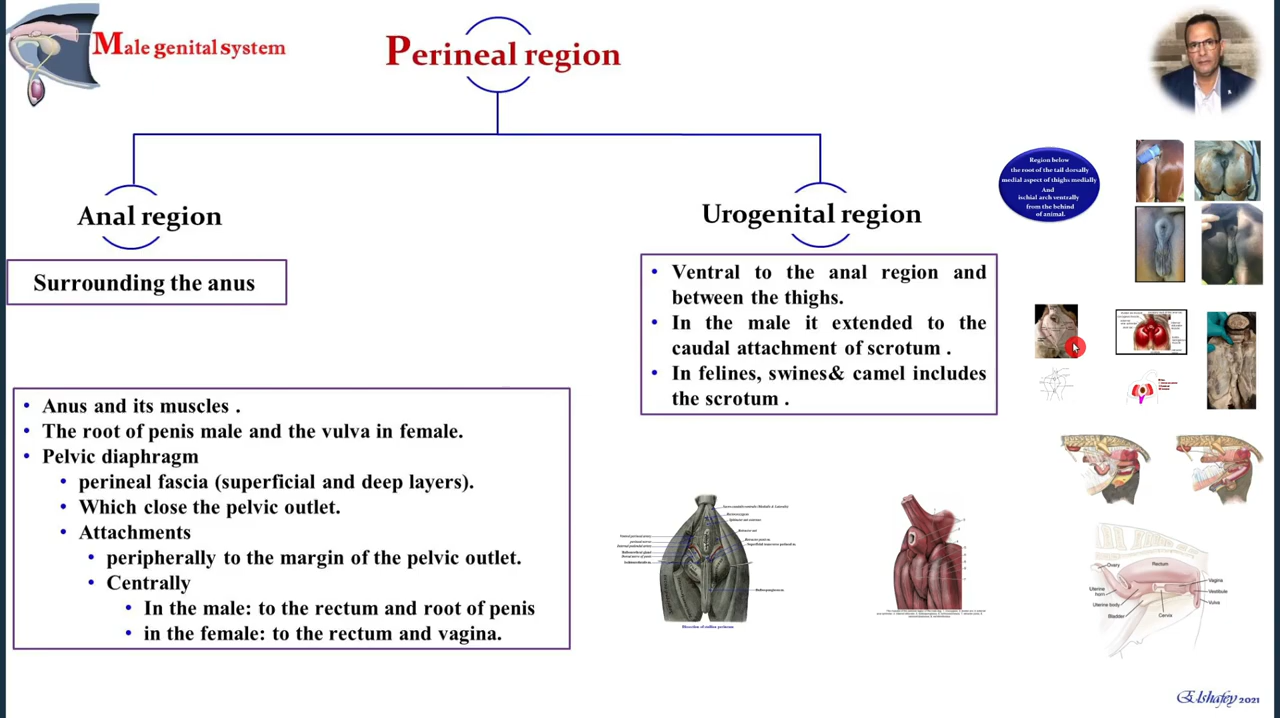 Male genital system
Perineal region
Anal region
Urogenital region
Surrounding the anus
• Ventral to the anal region and
between the thighs.
• In the male it extended to the
caudal attachment of scrotum .
• In felines, swines& camel includes
the scrotum .
Region below
the root of the tail dorsally
medial aspect of thighs medially
And
ischial arch ventrally
from the behind
of animal.
• Anus and its muscles .
• The root of penis male and the vulva in female.
• Pelvic diaphragm
• perineal fascia (superficial and deep layers).
• Which close the pelvic outlet.
• Attachments
• peripherally to the margin of the pelvic outlet.
• Centrally
• In the male: to the rectum and root of penis
• in the female: to the rectum and vagina.
Ovary
Rectum
Uterine
horn
Vagina
Vestibule
Uterine body
Vulva
Bladder
Cervix
Elshafey 2021